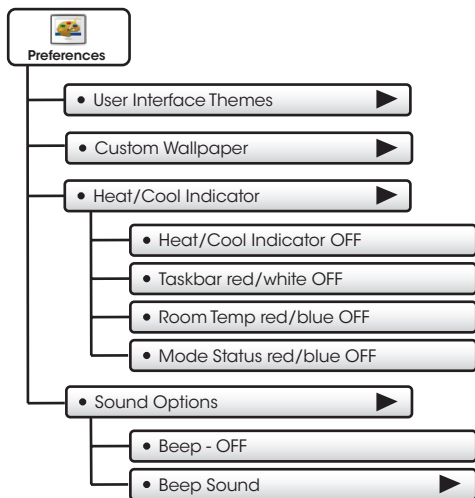 Preferences
• User Interface Themes
• Custom Wallpaper
• Heat/Cool Indicator
• Heat/Cool Indicator OFF
• Taskbar red/white OFF
• Room Temp red/blue OFF
• Mode Status red/blue OFF
• Sound Options
• Beep - OFF
• Beep Sound